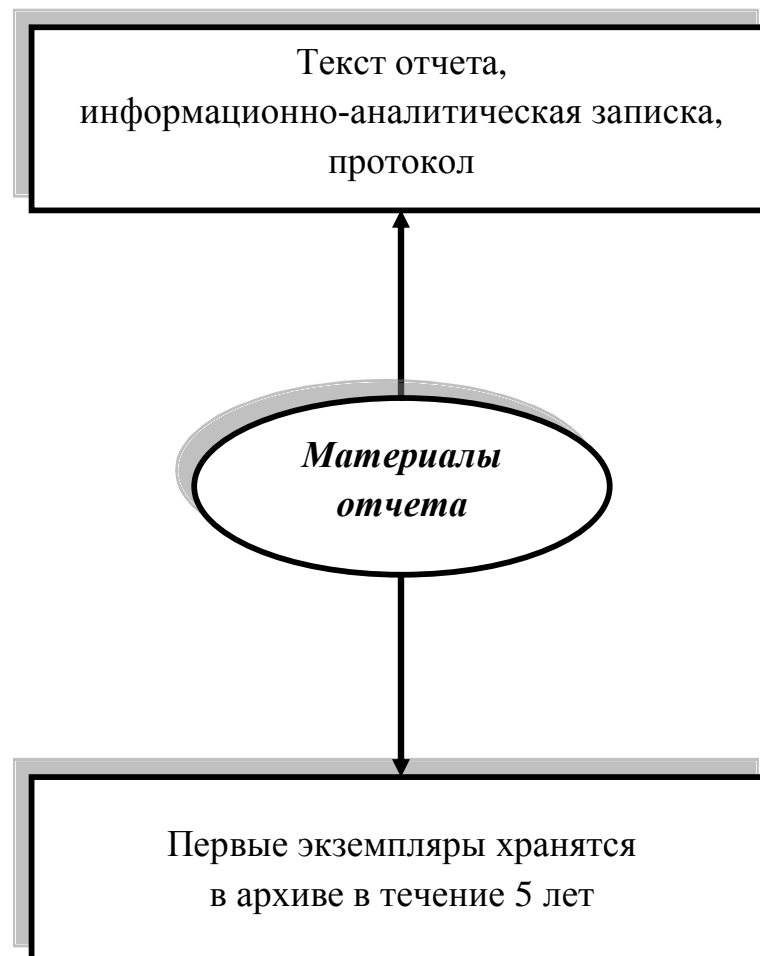 Текст отчета,
информационно-аналитическая записка,
протокол
Материалы
отчета
Первые экземпляры хранятся
в архиве в течение 5 лет